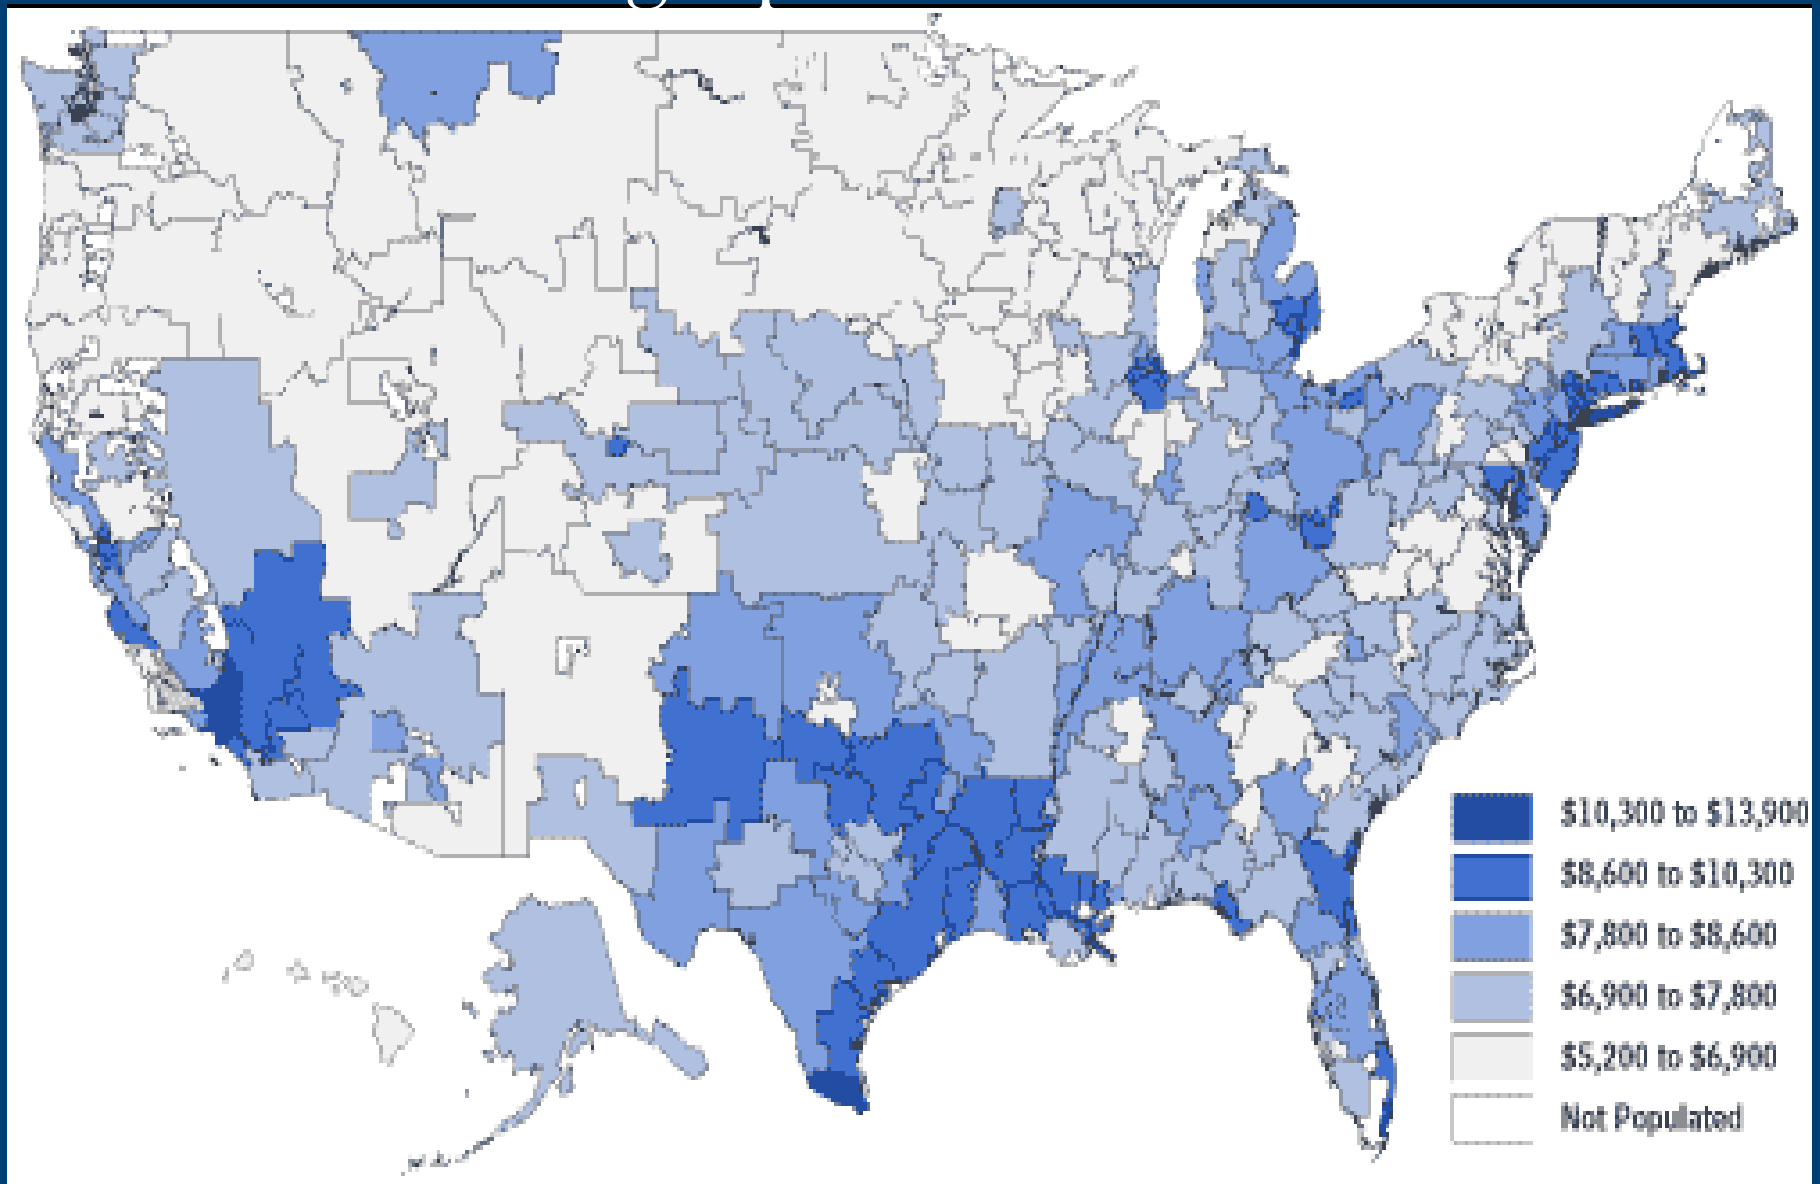 $10,300 to $13,900
$8,600 to $10,300
$7,800 to $8,600
$6,900 to $7,800
$5,200 to $6,900
Not Populated